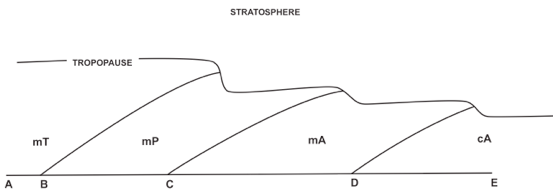 STRATOSPHERE
TROPOPAUSE
mT mP mA cA
A B C D E